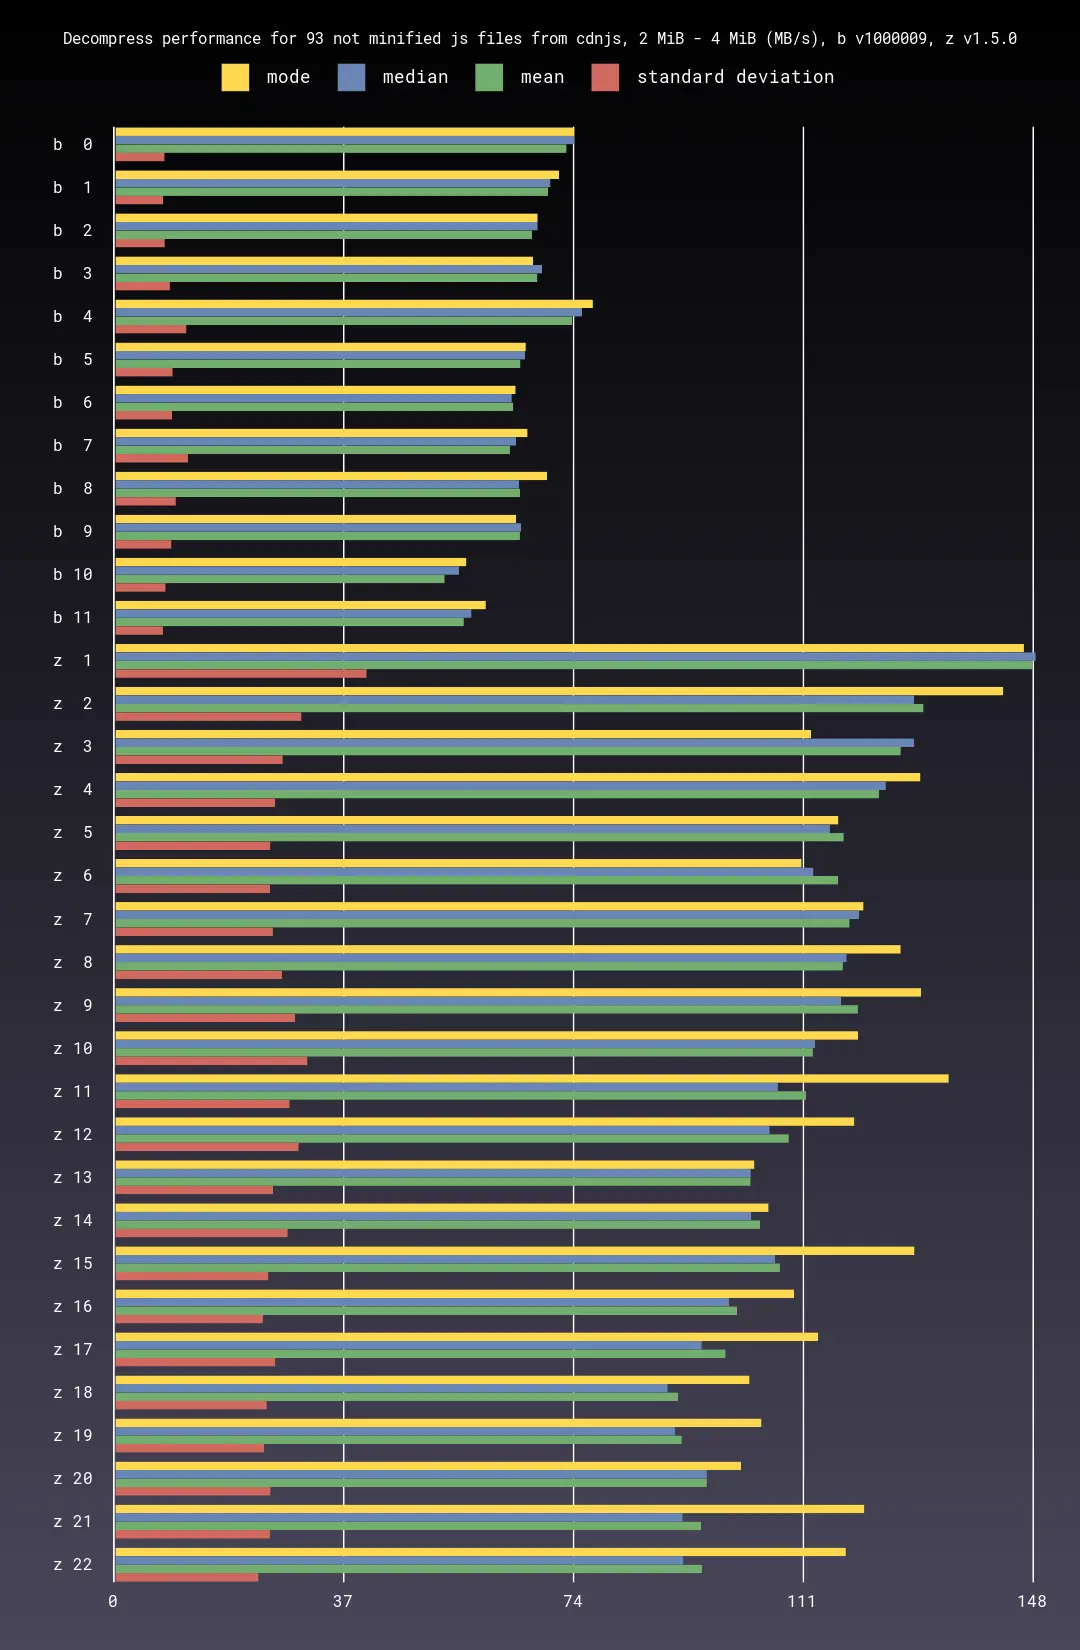 Decompress performance for 93 not minified js files from cdnjs, 2 MiB - 4 MiB (MB/s), b v1000009, z v1.5.0
mode median mean standard deviation
b 0
b 1
b 2
b 3
b 4
b 5
b 6
b 7
b 8
b 9
b 10
b 11
z 1
z 2
z 3
z 4
z 5
z 6
z 7
z 8
z 9
z 10
z 11
z 12
z 13
z 14
z 15
z 16
z 17
z 18
z 19
z 20
z 21
z 22
0 37 74 111 148